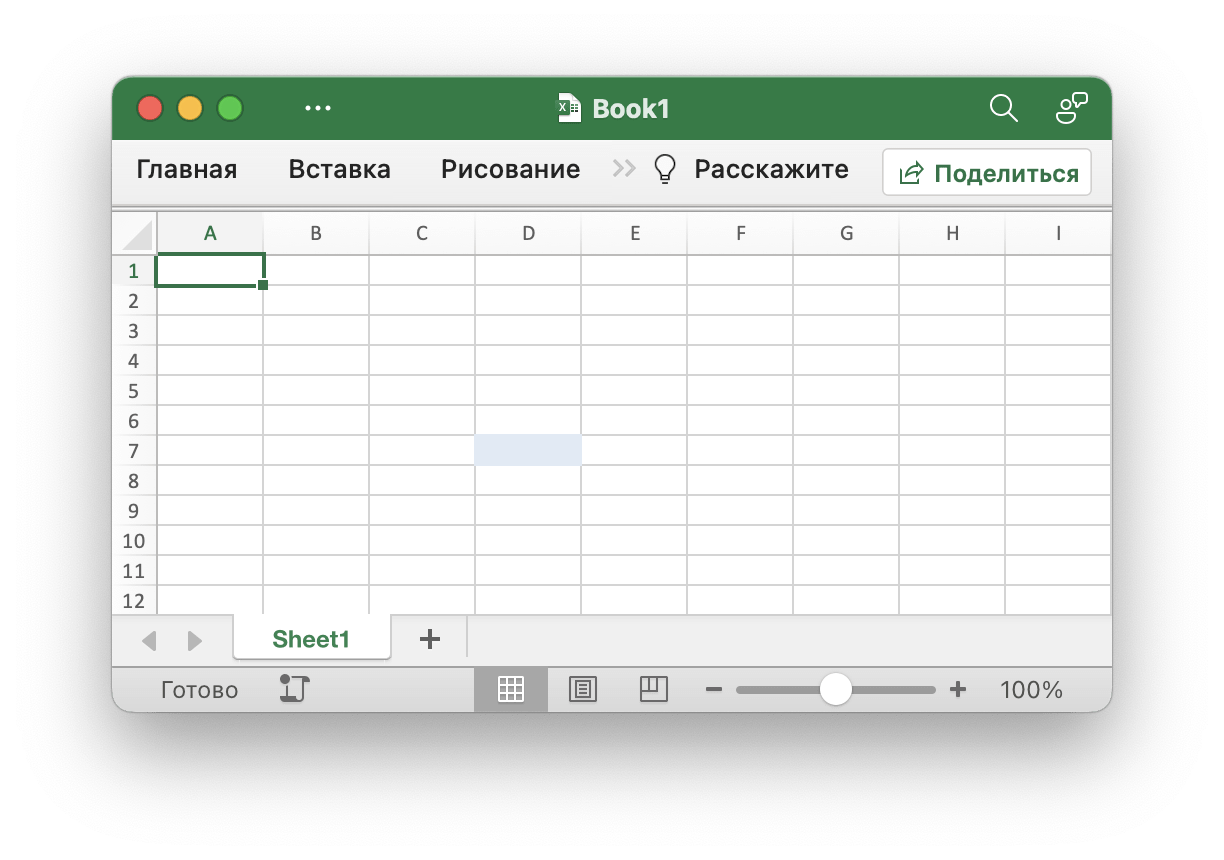 ··· Book1
Главная Вставка Рисование >> Расскажите Поделиться
A B C D E F G H I
1
2
3
4
5
6
7
8
9
10
11
12
Sheet1 +
Готово − + 100%